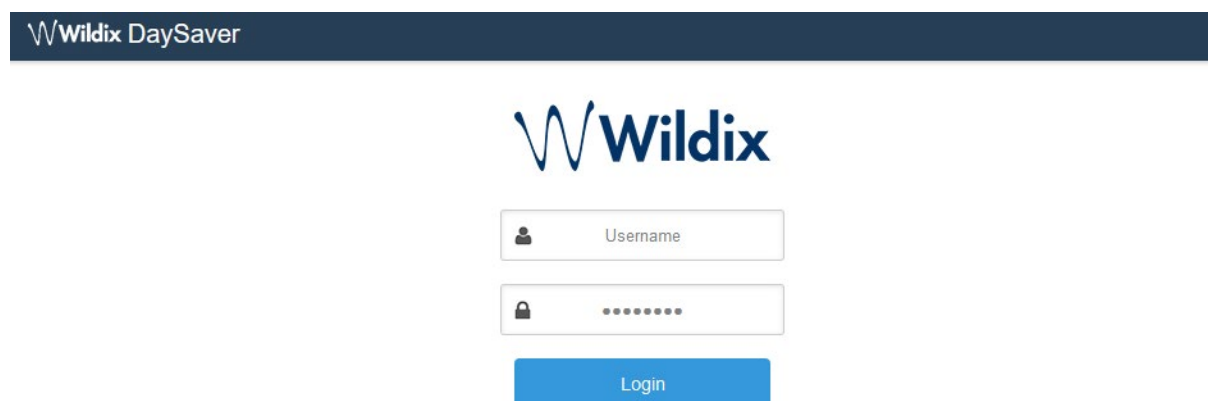 Wildix DaySaver
Wildix
Username
••••••••
Login